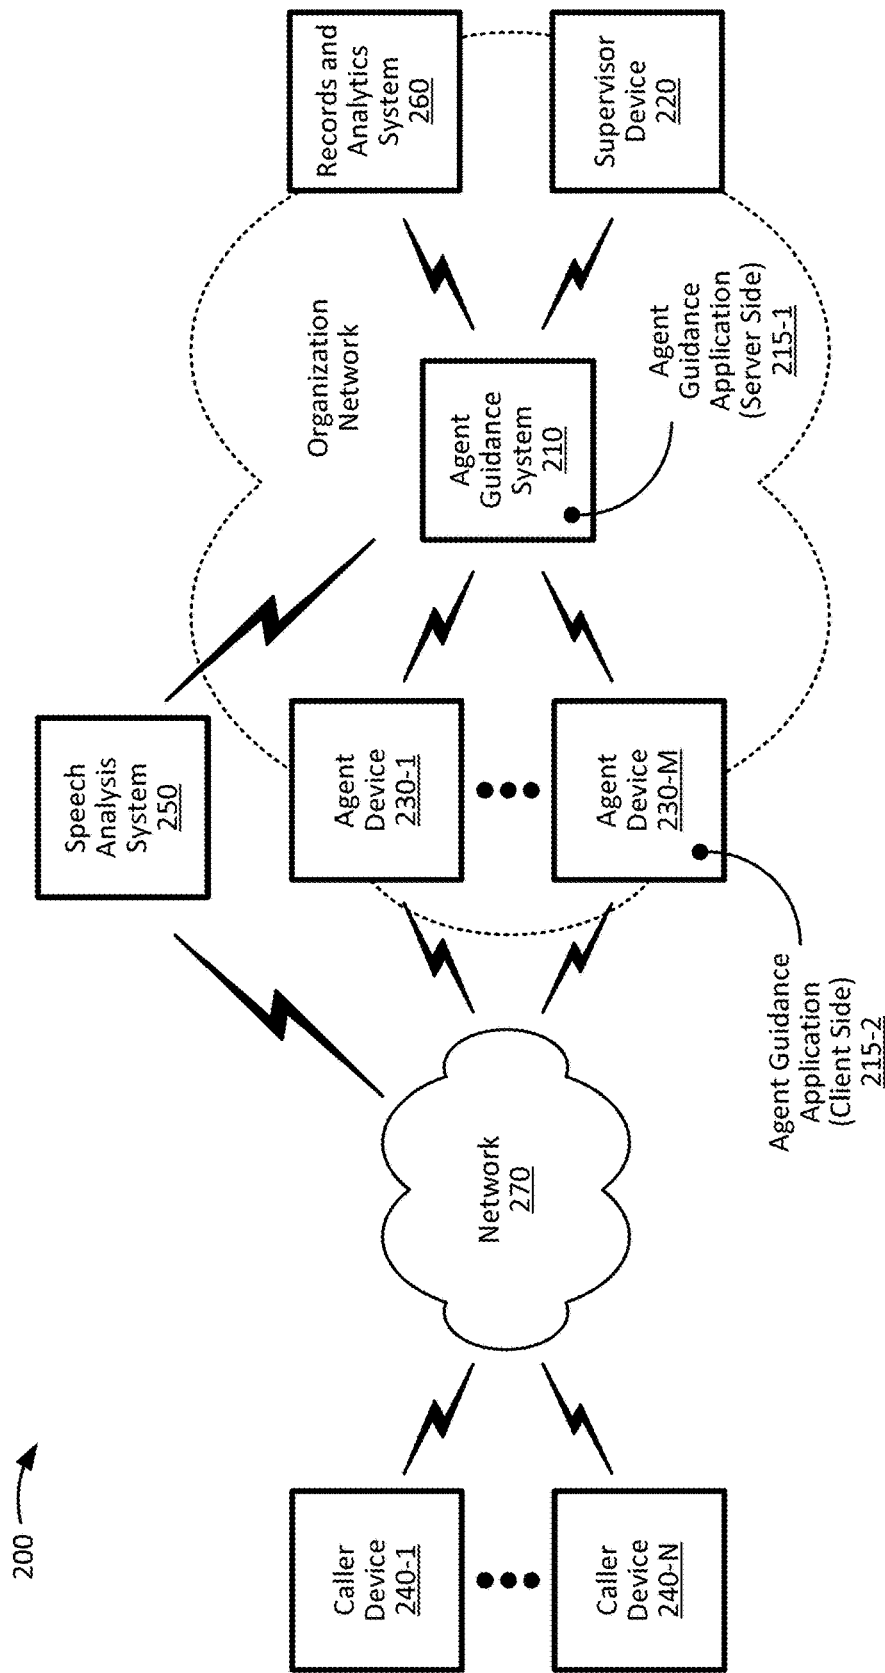 200
Speech
Analysis
System
250
Organization
Network
Records and
Analytics
System
260
Caller
Device
240-1
Network
270
Agent
Device
230-1
Agent
Guidance
System
210
Supervisor
Device
220
Caller
Device
240-N
Agent
Device
230-M
Agent
Guidance
Application
(Server Side)
215-1
Agent Guidance
Application
(Client Side)
215-2